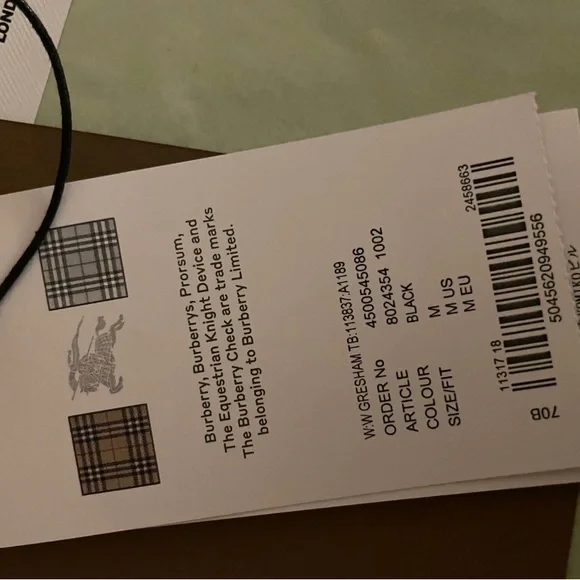 LOND
Burberry, Burberrys, Prorsum,
The Equestrian Knight Device and
The Burberry Check are trade marks
belonging to Burberry Limited.
W:W GRESHAM TB:113837:A1189
ORDER No 4500545086
ARTICLE 8024354 1002
COLOUR BLACK
SIZE/FIT M
M US
M EU
2458663
11317 18
5045620949556
70B